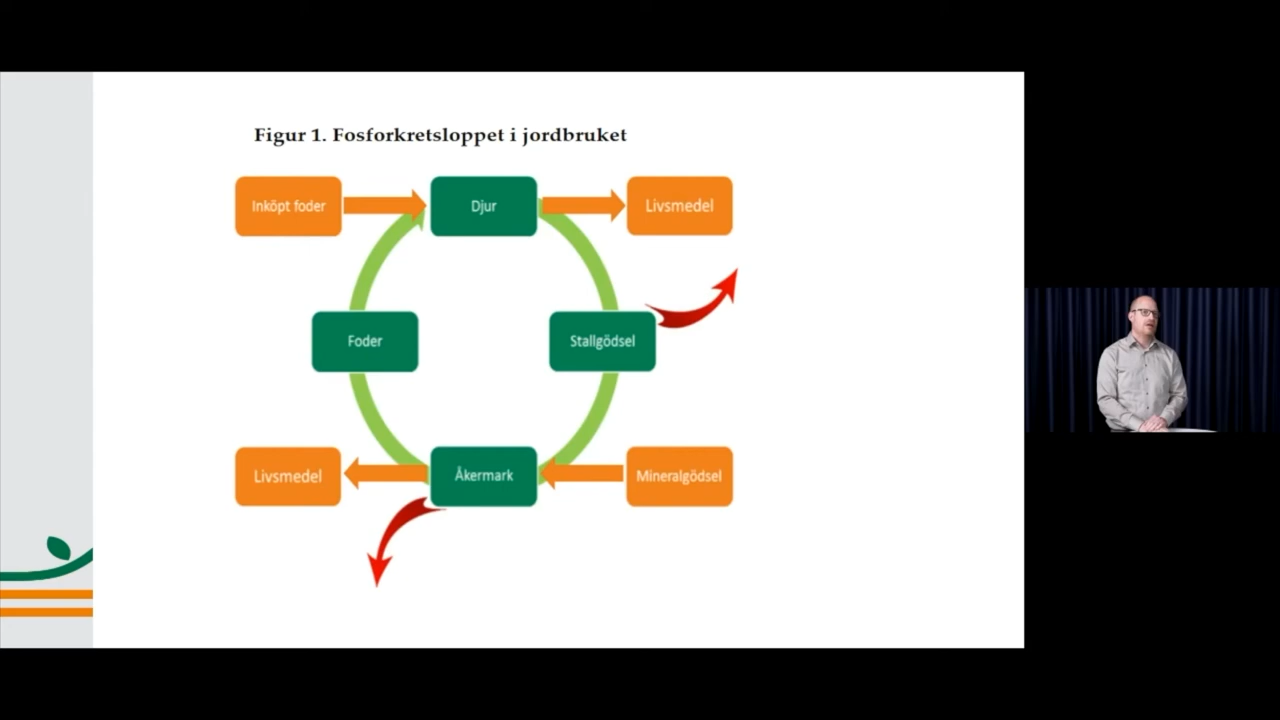 Figur 1. Fosforkretsloppet i jordbruket
Inköpt foder
Djur
Livsmedel
Foder
Stallgödsel
Livsmedel
Åkermark
Mineralgödsel